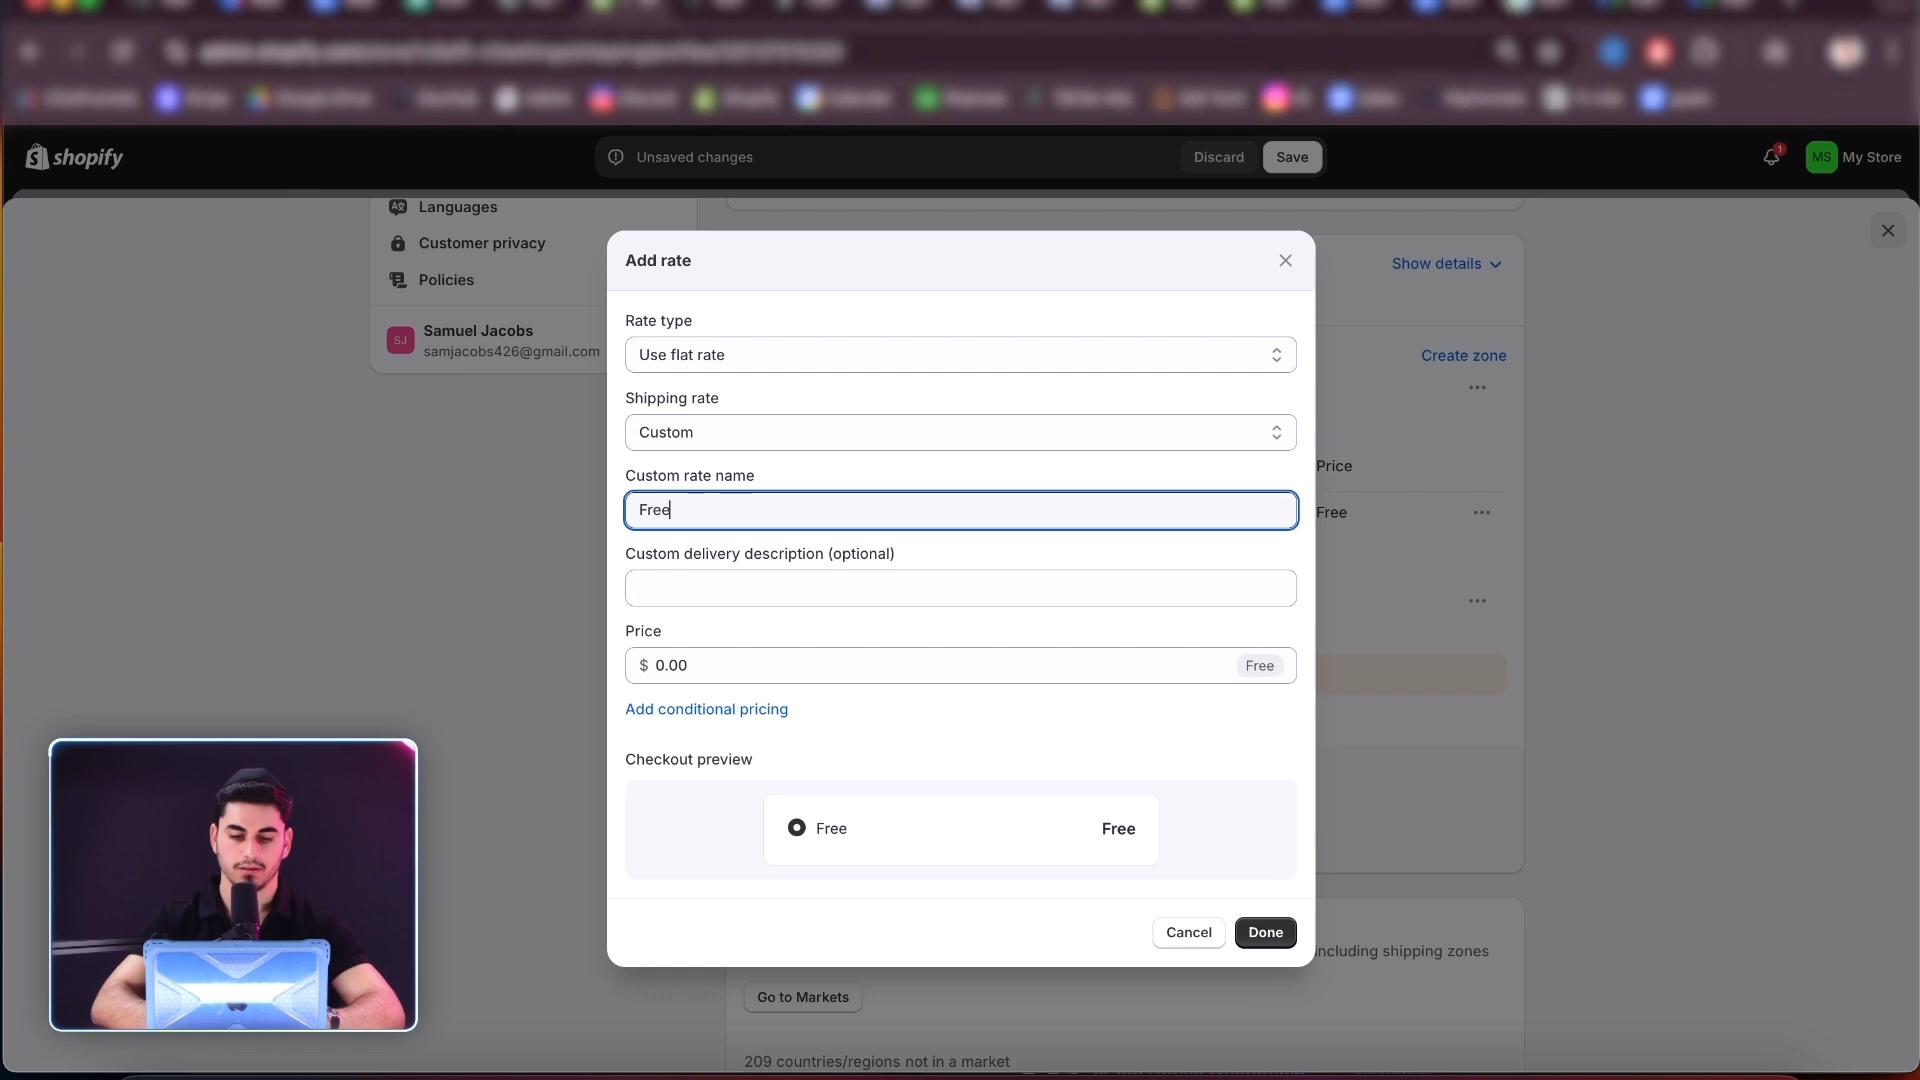 shopify
Unsaved changes
Discard
Save
1
MS
My Store
Languages
Customer privacy
Policies
SJ
Samuel Jacobs
samjacobs426@gmail.com
Show details
Create zone
Price
Free
Add rate
Rate type
Use flat rate
Shipping rate
Custom
Custom rate name
Free
Custom delivery description (optional)
Price
$ 0.00
Free
Add conditional pricing
Checkout preview
Free
Free
Cancel
Done
including shipping zones
Go to Markets
209 countries/regions not in a market